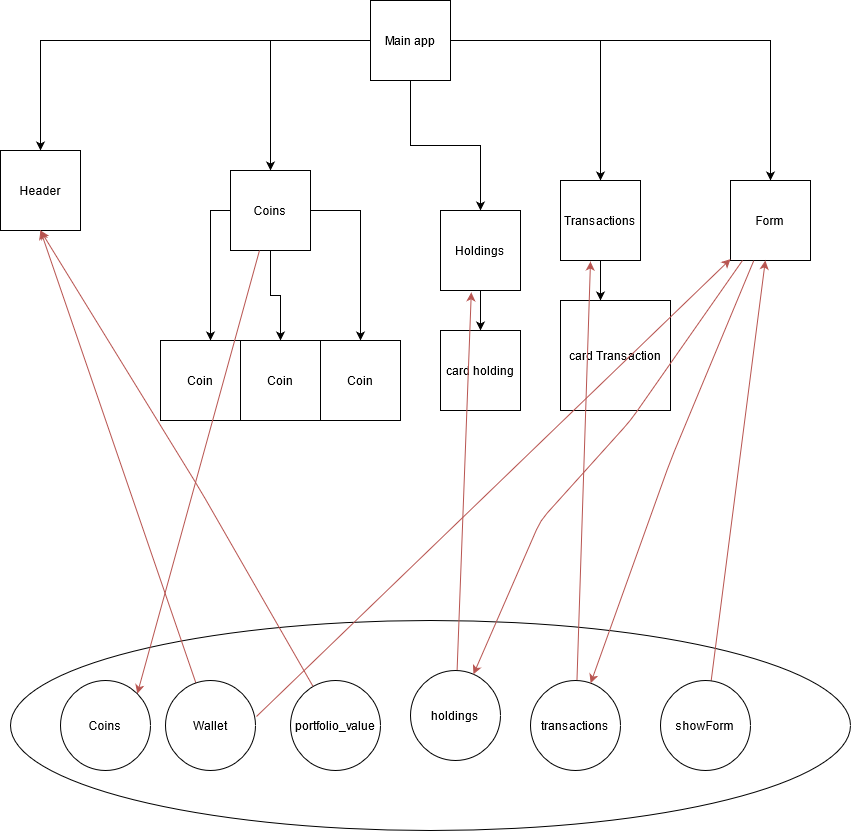 Main app
Header
Coins
Holdings
Transactions
Form
Coin
Coin
Coin
card holding
card Transaction
Coins
Wallet
portfolio_value
holdings
transactions
showForm